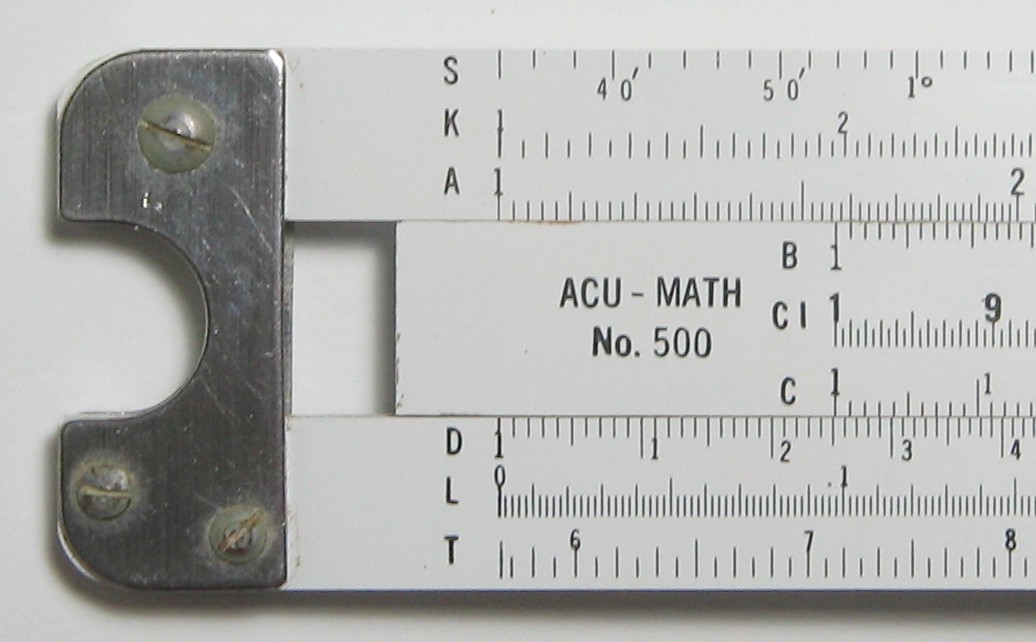 S 40′ 50′ 1°
K 1 2
A 1 2
B 1
ACU - MATH
No. 500
CI 1 9
C 1 1
D 1 1 2 3 4
L 0 .1
T 6 7 8